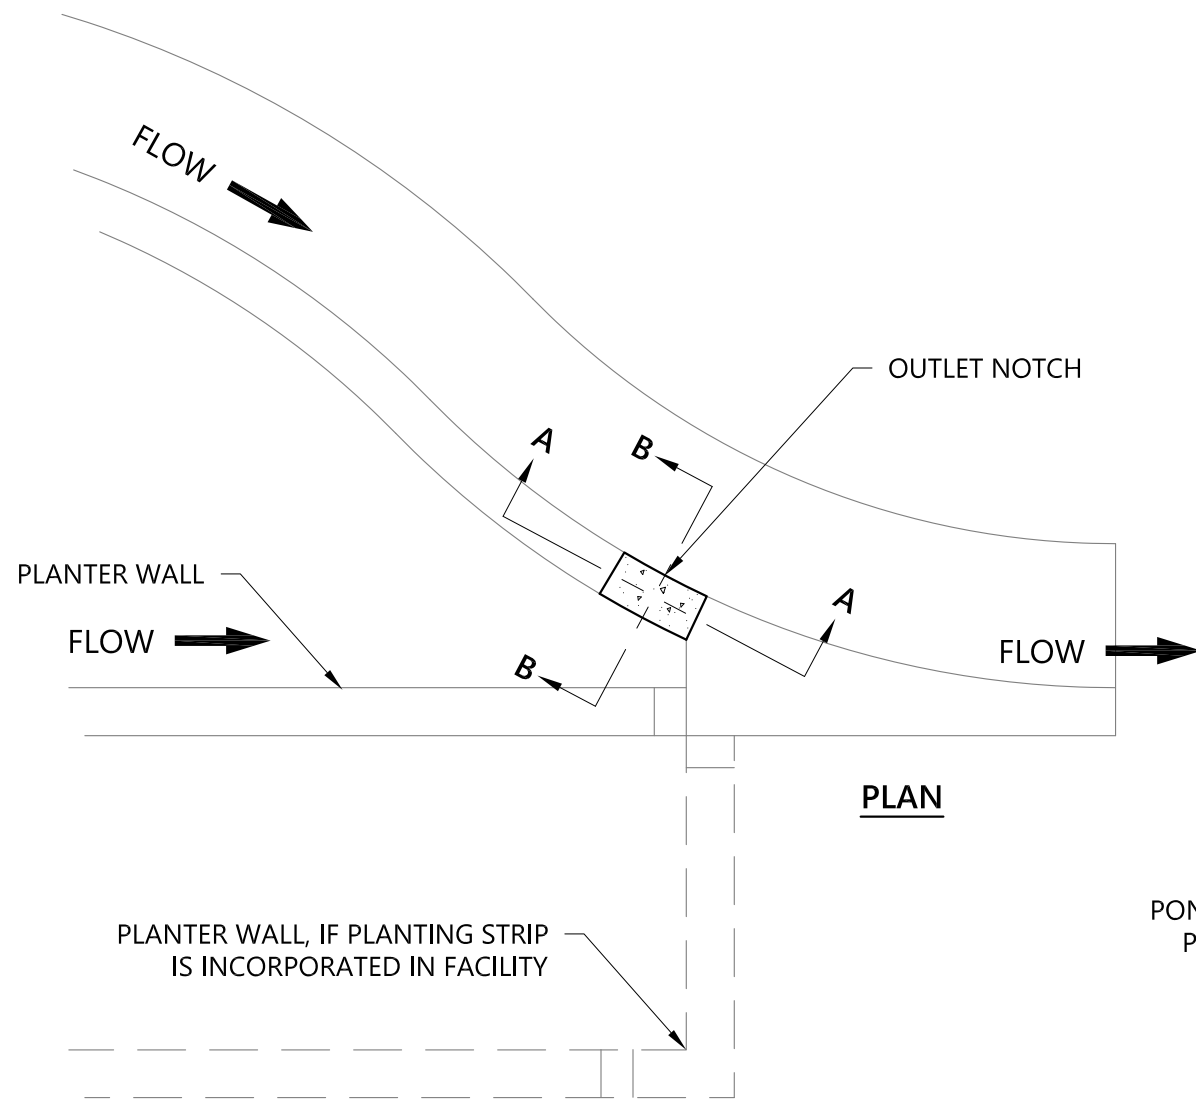 FLOW
OUTLET NOTCH
A
B
PLANTER WALL
A
FLOW
FLOW
B
PLAN
PLANTER WALL, IF PLANTING STRIP
IS INCORPORATED IN FACILITY